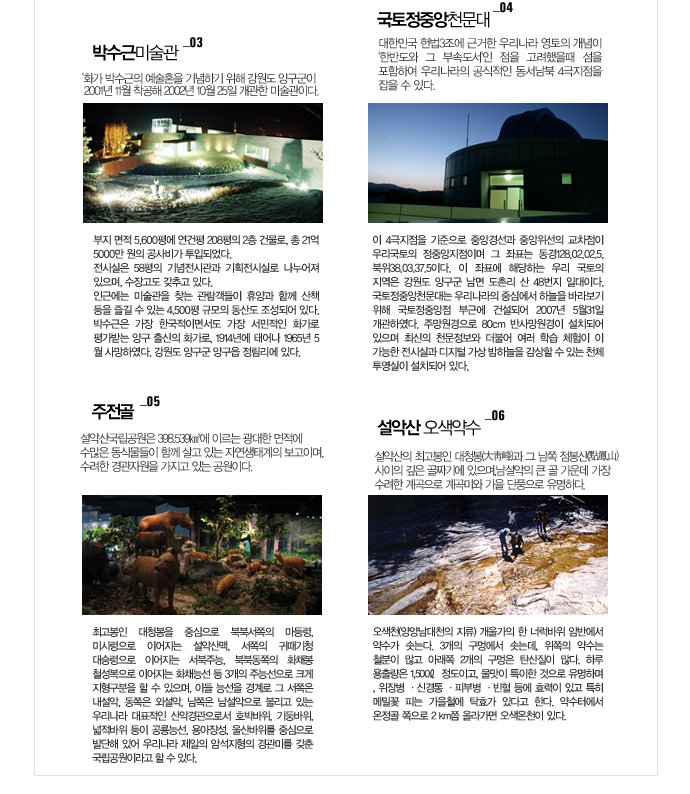 박수근미술관 _03
'화가 박수근의 예술혼을 기념하기 위해 강원도 양구군이
2001년 11월 착공해 2002년 10월 25일 개관한 미술관이다.
부지 면적 5,600평에 연건평 208평의 2층 건물로, 총 21억
5000만 원의 공사비가 투입되었다.
전시실은 58평의 기념전시관과 기획전시실로 나누어져
있으며, 수장고도 갖추고 있다.
인근에는 미술관을 찾는 관람객들이 휴양과 함께 산책
등을 즐길 수 있는 4,500평 규모의 동산도 조성되어 있다.
박수근은 가장 한국적이면서도 가장 서민적인 화가로
평가받는 양구 출신의 화가로, 1914년에 태어나 1965년 5
월 사망하였다. 강원도 양구군 양구읍 정림리에 있다.
국토정중앙천문대 _04
대한민국 헌법3조에 근거한 우리나라 영토의 개념이
'한반도와 그 부속도서'인 점을 고려했을때 섬을
포함하여 우리나라의 공식적인 동서남북 4극지점을
잡을 수 있다.
이 4극지점을 기준으로 중앙경선과 중앙위선의 교차점이
우리국토의 정중앙지점이며 그 좌표는 동경128,02,02.5,
북위38,03,37.5이다. 이 좌표에 해당하는 우리 국토의
지역은 강원도 양구군 남면 도촌리 산 48번지 일대이다.
국토정중앙천문대는 우리나라의 중심에서 하늘을 바라보기
위해 국토정중앙점 부근에 건설되어 2007년 5월31일
개관하였다. 주망원경으로 80cm 반사망원경이 설치되어
있으며 최신의 천문정보와 더불어 여러 학습 체험이 이
가능한 전시실과 디지털 가상 밤하늘을 감상할 수 있는 천체
투영실이 설치되어 있다.
주전골 _05
설악산국립공원은 398.539㎢에 이르는 광대한 면적에
수많은 동식물들이 함께 살고 있는 자연생태계의 보고이며,
수려한 경관자원을 가지고 있는 공원이다.
최고봉인 대청봉을 중심으로 북북서쪽의 마등령,
미시령으로 이어지는 설악산맥, 서쪽의 귀때기청
대승령으로 이어지는 서북주능, 북북동쪽의 화채봉
칠성봉으로 이어지는 화채능선 등 3개의 주능선으로 크게
지형구분을 할 수 있으며, 이들 능선을 경계로 그 서쪽은
내설악, 동쪽은 외설악, 남쪽은 남설악으로 불리고 있는
우리나라 대표적인 산악경관으로서 호박바위, 기둥바위,
넓적바위 등이 공룡능선, 용아장성, 울산바위를 중심으로
발단해 있어 우리나라 제일의 암석지형의 경관미를 갖춘
국립공원이라고 할 수 있다.
설악산 오색약수 _06
설악산의 최고봉인 대청봉(大靑峰)과 그 남쪽 점봉산(點鳳山)
사이의 깊은 골짜기에 있으며,남설악의 큰 골 가운데 가장
수려한 계곡으로 계곡미와 가을 단풍으로 유명하다.
오색천(양양남대천의 지류) 개울가의 한 너럭바위 암반에서
약수가 솟는다. 3개의 구멍에서 솟는데, 위쪽의 약수는
철분이 많고 아래쪽 2개의 구멍은 탄산질이 많다. 하루
용출량은 1,500ℓ 정도이고, 물맛이 특이한 것으로 유명하며
, 위장병 · 신경통 · 피부병 · 빈혈 등에 효력이 있고 특히
메밀꽃 피는 가을철에 탁효가 있다고 한다. 약수터에서
온정골 쪽으로 2 km쯤 올라가면 오색온천이 있다.